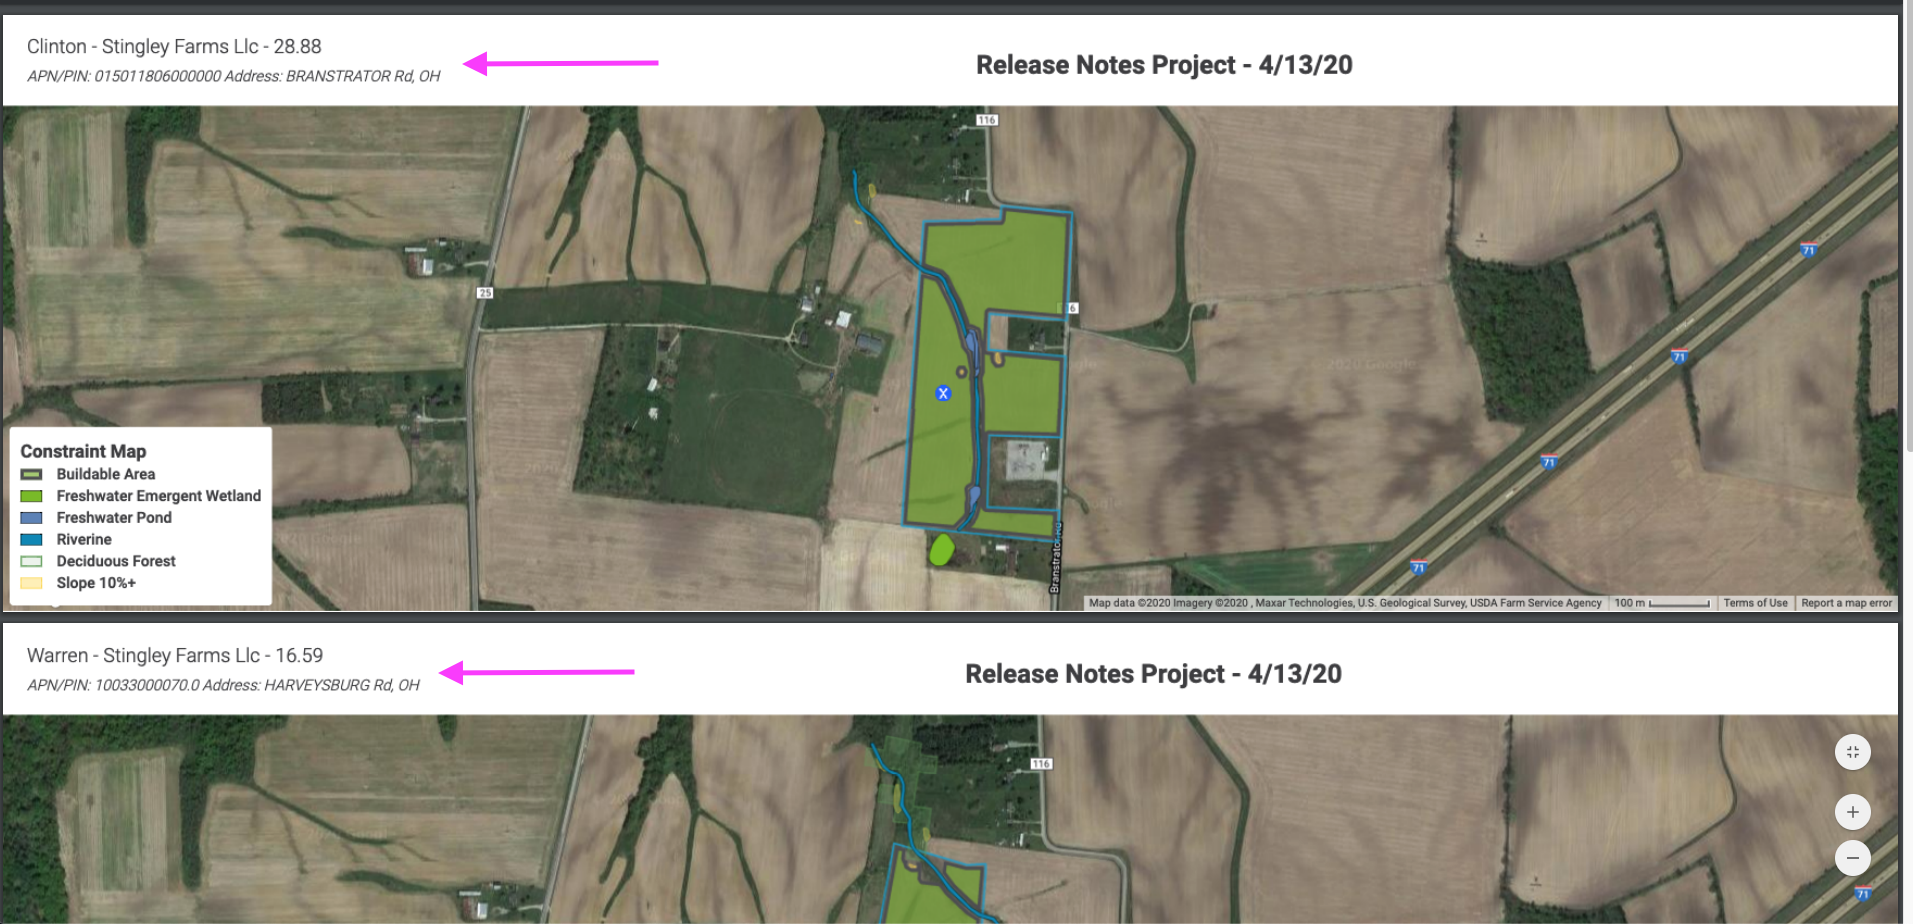 Clinton - Stingley Farms Llc - 28.88
APN/PIN: 015011806000000 Address: BRANSTRATOR Rd, OH
Release Notes Project - 4/13/20
116
71
25
6
71
X
71
71
Constraint Map
Buildable Area
Freshwater Emergent Wetland
Freshwater Pond
Riverine
Deciduous Forest
Slope 10%+
Branstrator Rd
Map data ©2020 Imagery ©2020 , Maxar Technologies, U.S. Geological Survey, USDA Farm Service Agency
100 m
Terms of Use
Report a map error
Warren - Stingley Farms Llc - 16.59
APN/PIN: 10033000070.0 Address: HARVEYSBURG Rd, OH
Release Notes Project - 4/13/20
116
71